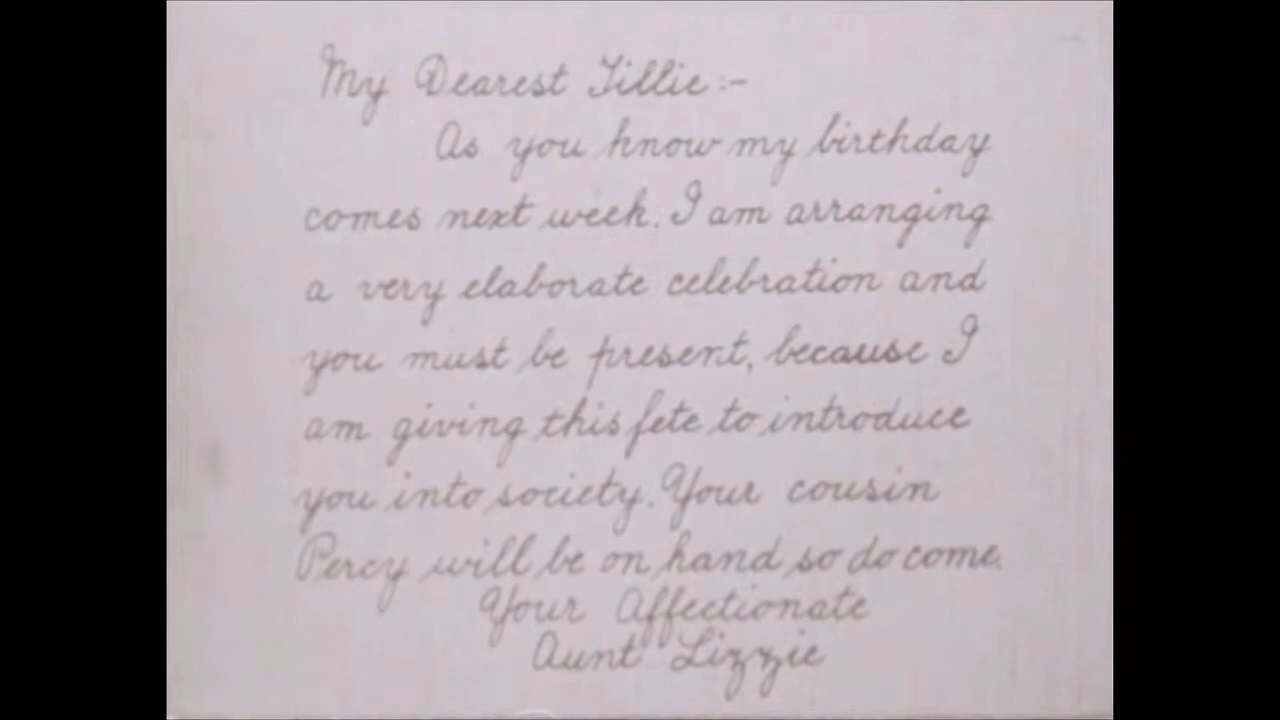 My Dearest Tillie:-
As you know my birthday
comes next week. I am arranging
a very elaborate celebration and
you must be present, because I
am giving this fete to introduce
you into society. Your cousin
Percy will be on hand so do come.
Your Affectionate
Aunt Lizzie